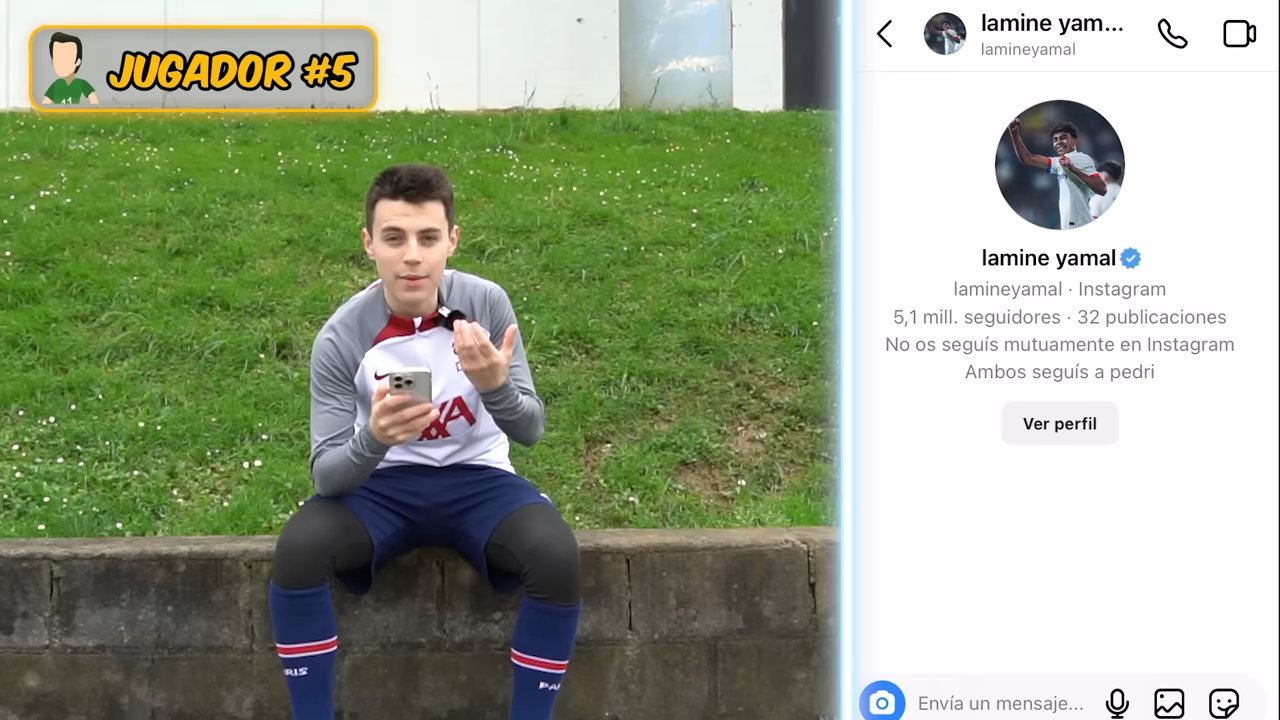 JUGADOR #5
lamine yam...
lamineyamal
lamine yamal
lamineyamal · Instagram
5,1 mill. seguidores · 32 publicaciones
No os seguís mutuamente en Instagram
Ambos seguís a pedri
Ver perfil
Envía un mensaje...